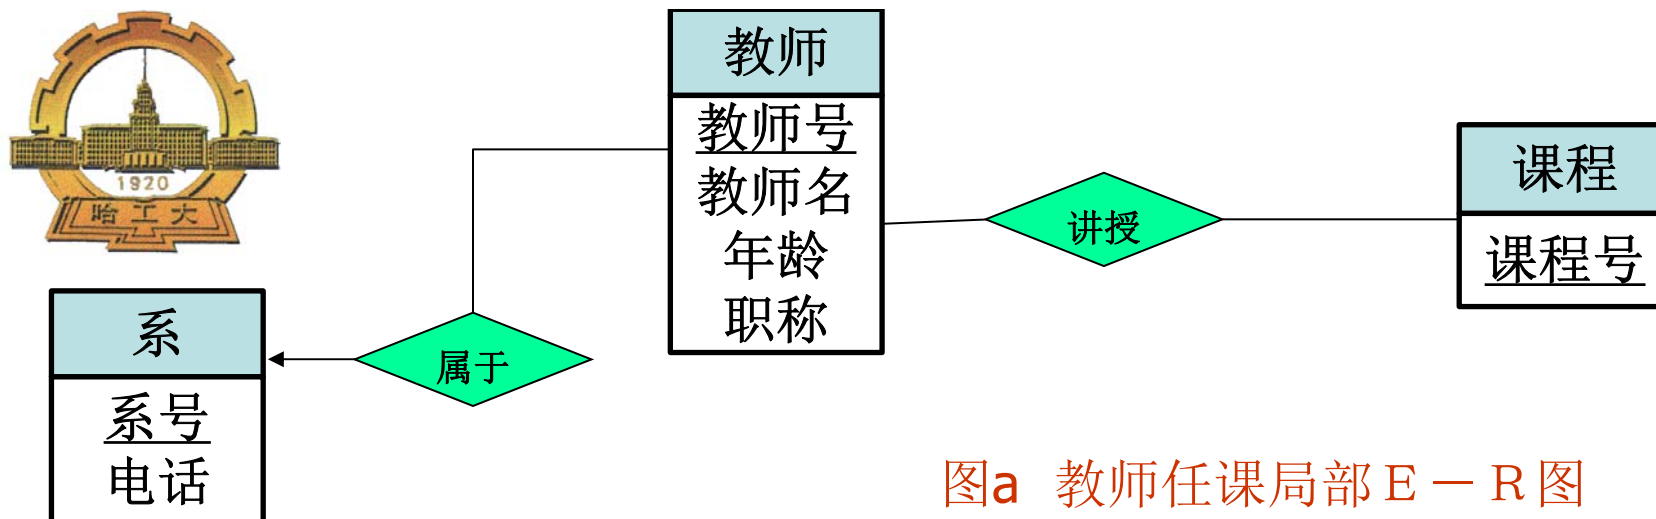 1920
哈工大
教师
教师号
教师名
年龄
职称
讲授
课程
课程号
属于
系
系号
电话
图a 教师任课局部E－R图